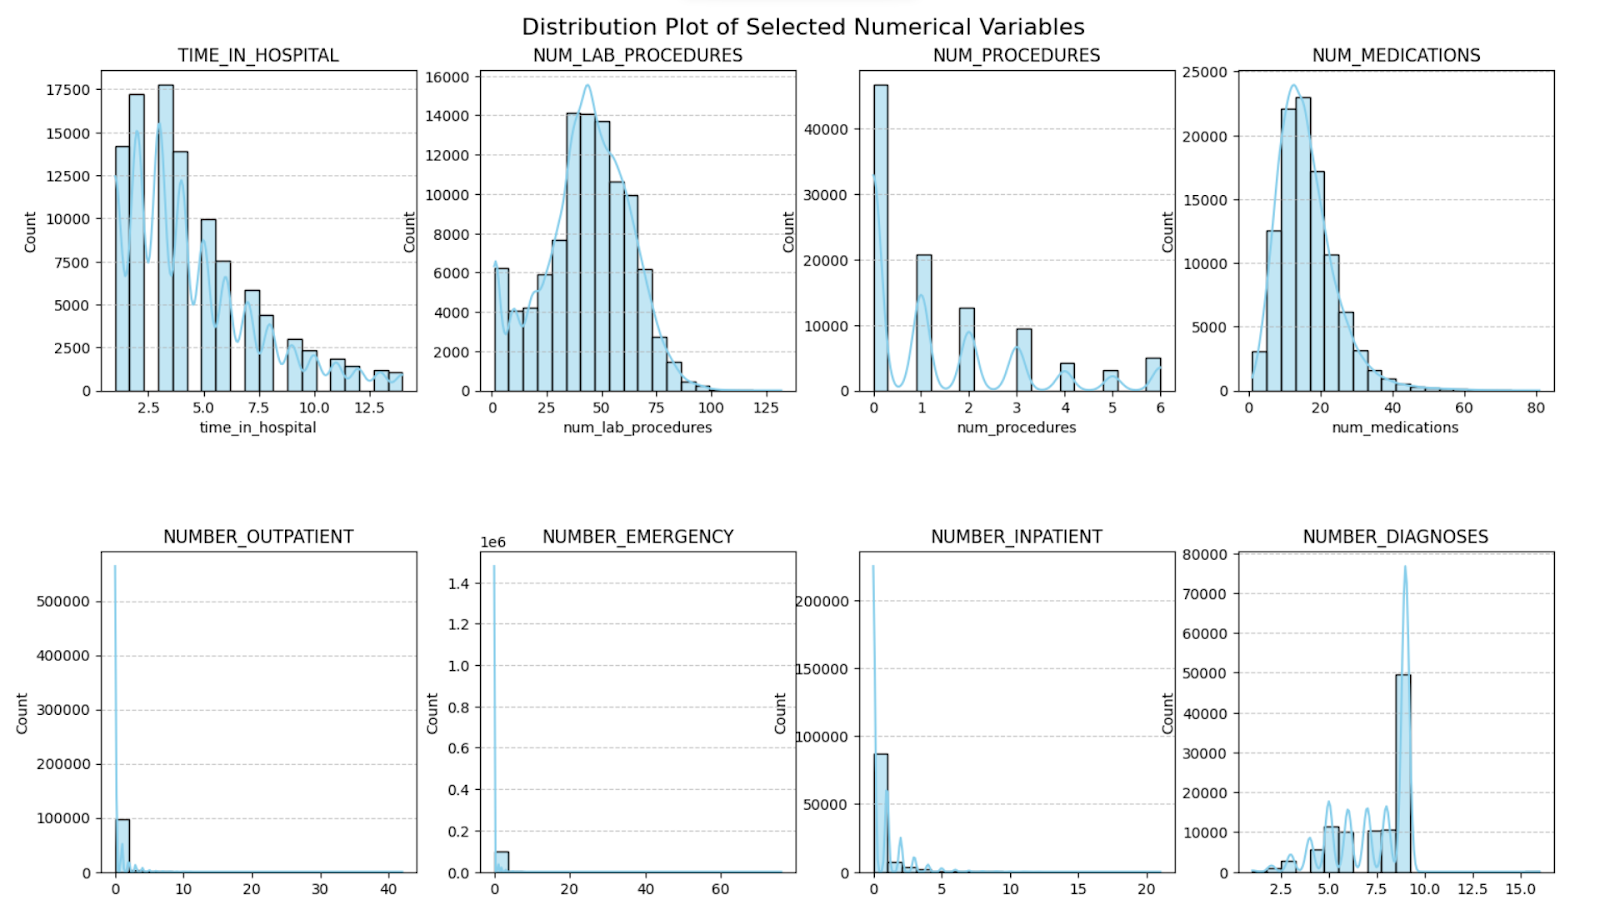 Distribution Plot of Selected Numerical Variables
TIME_IN_HOSPITAL
17500
15000
12500
10000
7500
5000
2500
0
Count
2.5 5.0 7.5 10.0 12.5
time_in_hospital
NUM_LAB_PROCEDURES
16000
14000
12000
10000
8000
6000
4000
2000
0
Count
0 25 50 75 100 125
num_lab_procedures
NUM_PROCEDURES
40000
30000
20000
10000
0
Count
0 1 2 3 4 5 6
num_procedures
NUM_MEDICATIONS
25000
20000
15000
10000
5000
0
Count
0 20 40 60 80
num_medications
NUMBER_OUTPATIENT
500000
400000
300000
200000
100000
0
Count
0 10 20 30 40
NUMBER_EMERGENCY
1e6
1.4
1.2
1.0
0.8
0.6
0.4
0.2
0.0
Count
0 20 40 60
NUMBER_INPATIENT
200000
150000
100000
50000
0
Count
0 5 10 15 20
NUMBER_DIAGNOSES
80000
70000
60000
50000
40000
30000
20000
10000
0
Count
2.5 5.0 7.5 10.0 12.5 15.0